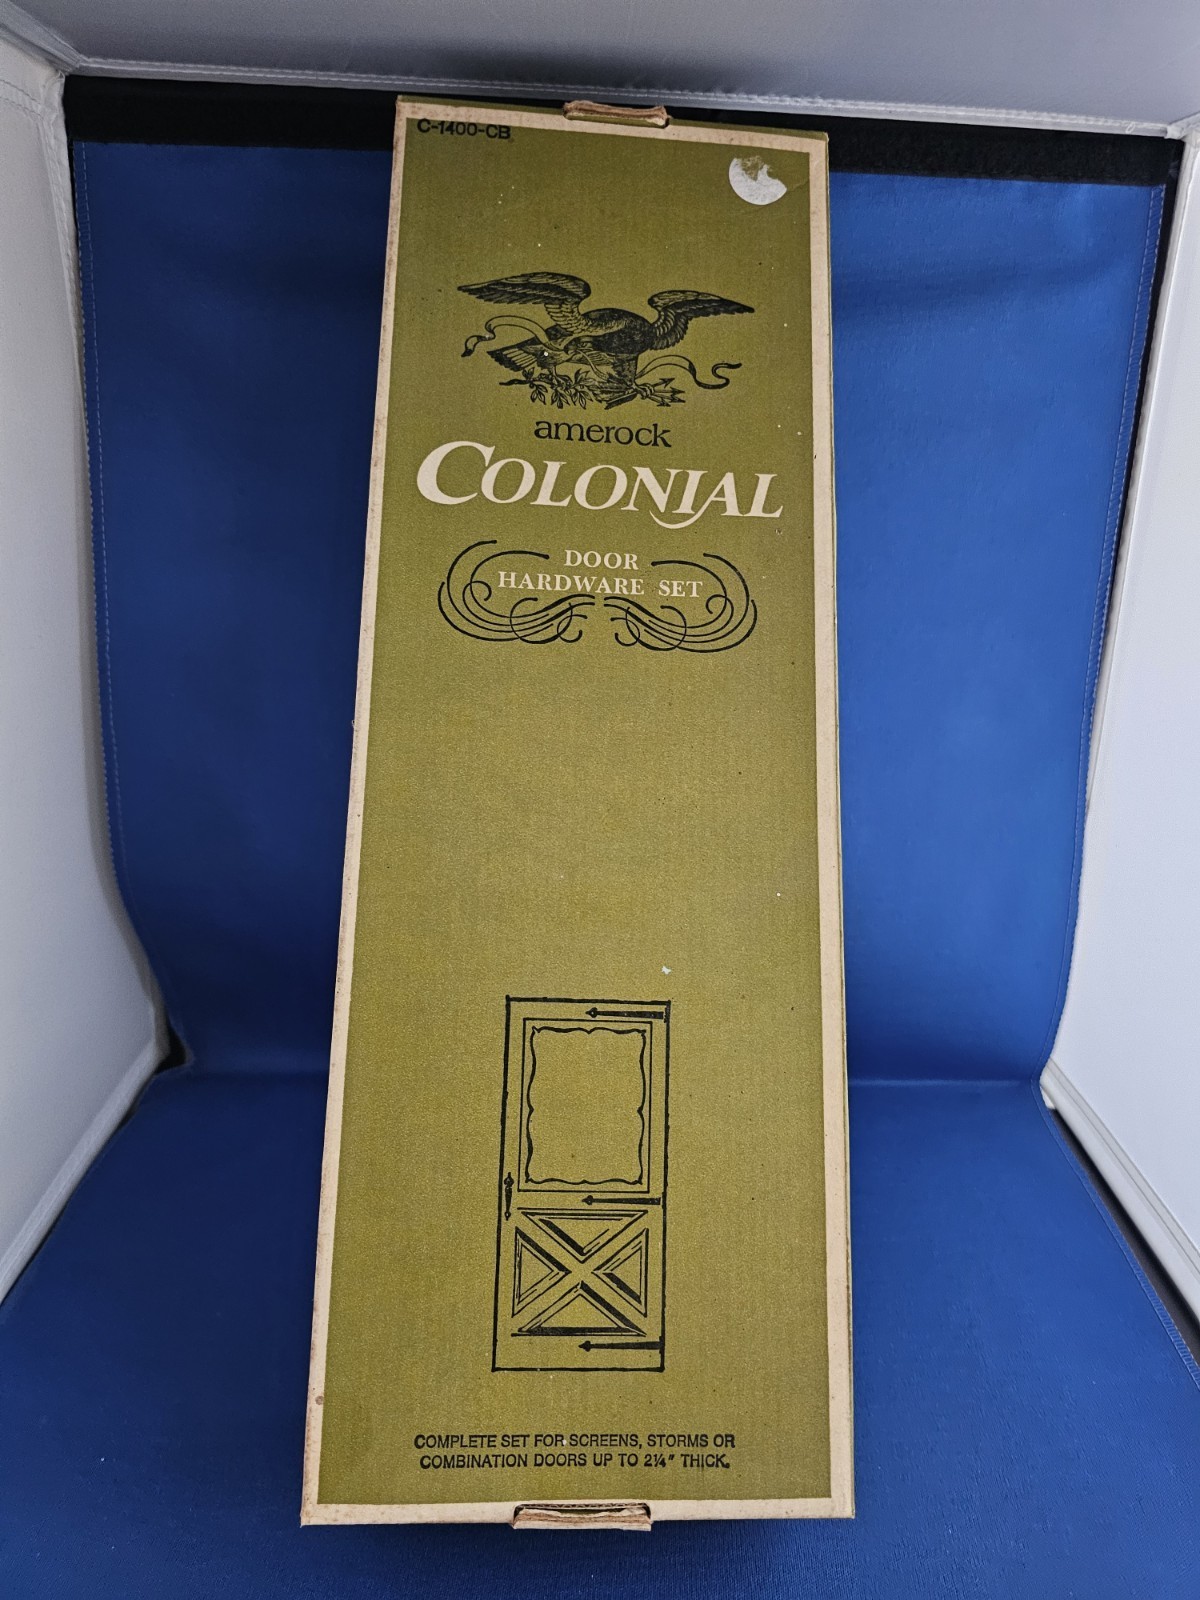 C-1400-CB
amerock
COLONIAL
DOOR
HARDWARE SET
COMPLETE SET FOR SCREENS, STORMS OR
COMBINATION DOORS UP TO 2¼" THICK.